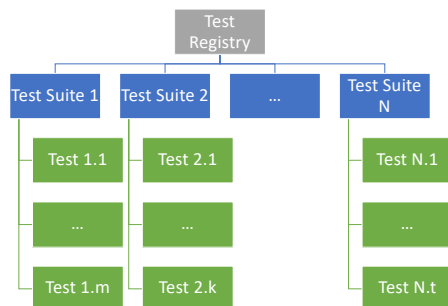 Test
Registry
Test Suite 1
Test Suite 2
...
Test Suite
N
Test 1.1
Test 2.1
Test N.1
...
...
...
Test 1.m
Test 2.k
Test N.t